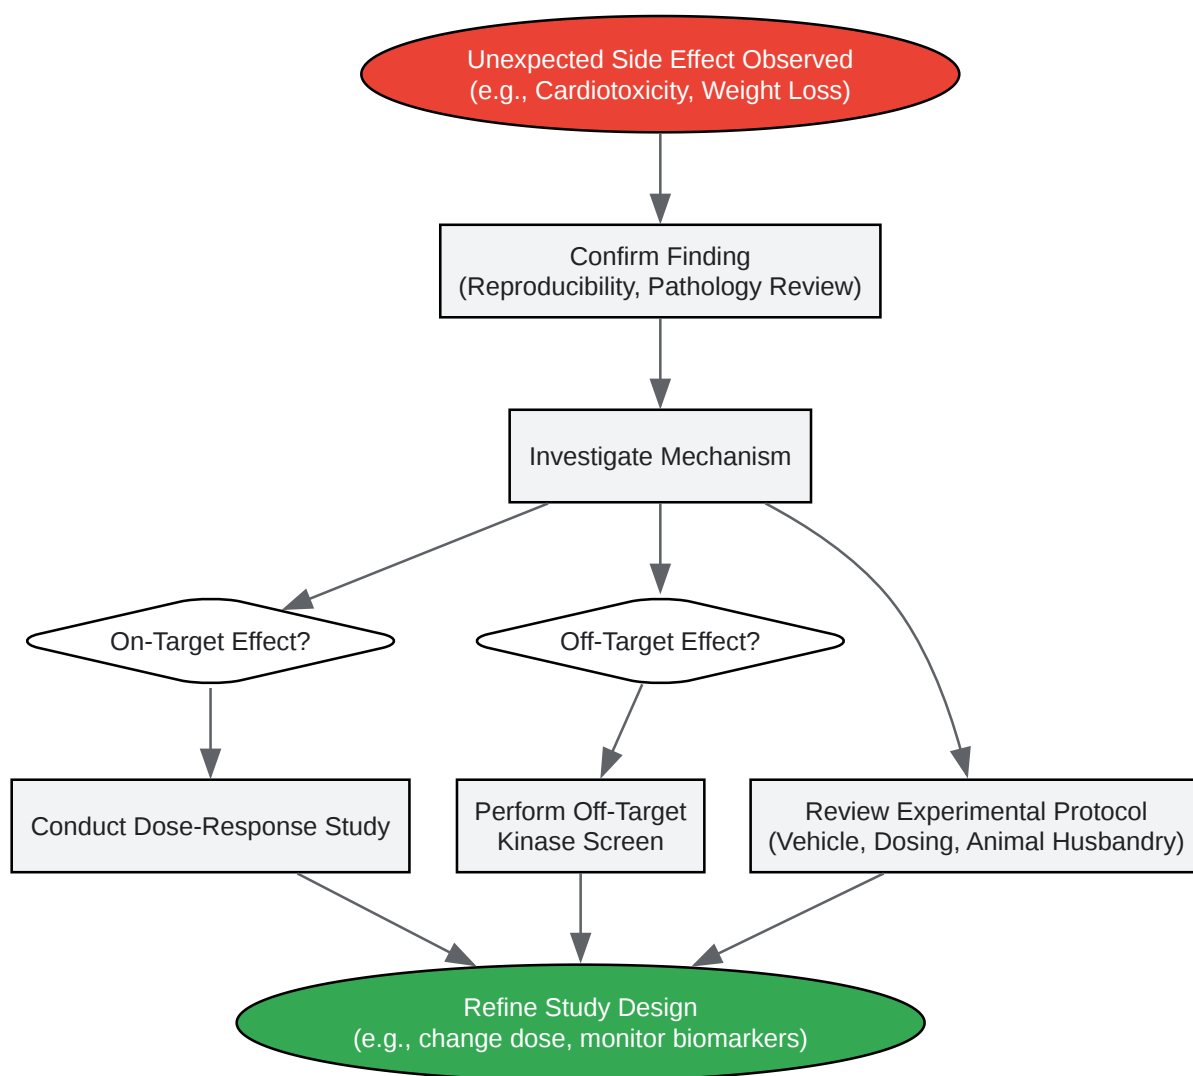 Unexpected Side Effect Observed
(e.g., Cardiotoxicity, Weight Loss)
Confirm Finding
(Reproducibility, Pathology Review)
Investigate Mechanism
On-Target Effect?
Off-Target Effect?
Conduct Dose-Response Study
Perform Off-Target
Kinase Screen
Review Experimental Protocol
(Vehicle, Dosing, Animal Husbandry)
Refine Study Design
(e.g., change dose, monitor biomarkers)